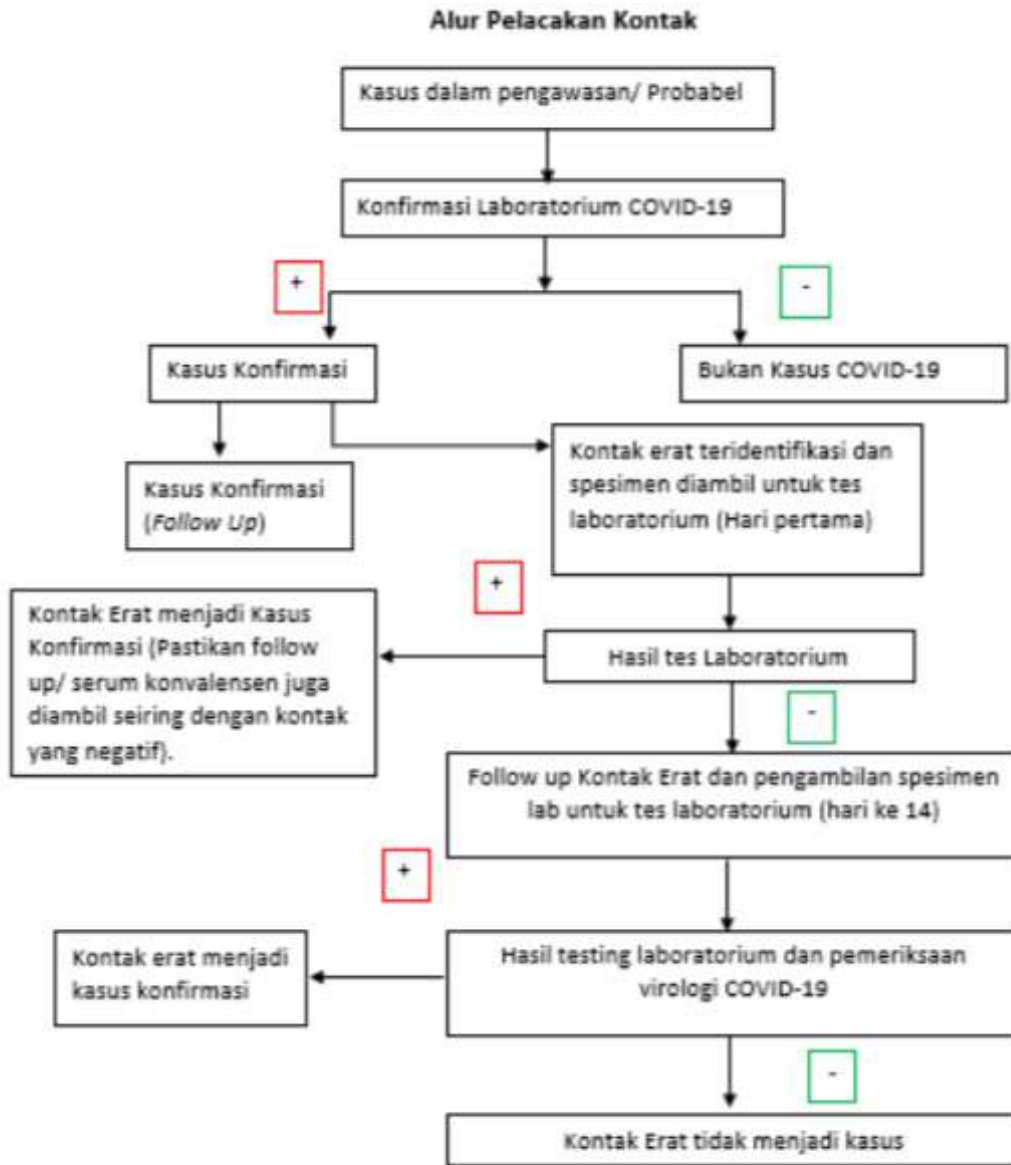 Alur Pelacakan Kontak
Kasus dalam pengawasan/ Probabel
Konfirmasi Laboratorium COVID-19
+
-
Kasus Konfirmasi
Bukan Kasus COVID-19
Kasus Konfirmasi
(Follow Up)
Kontak erat teridentifikasi dan
spesimen diambil untuk tes
laboratorium (Hari pertama)
+
Kontak Erat menjadi Kasus
Konfirmasi (Pastikan follow
up/ serum konvalensen juga
diambil seiring dengan kontak
yang negatif).
Hasil tes Laboratorium
-
Follow up Kontak Erat dan pengambilan spesimen
lab untuk tes laboratorium (hari ke 14)
+
Kontak erat menjadi
kasus konfirmasi
Hasil testing laboratorium dan pemeriksaan
virologi COVID-19
-
Kontak Erat tidak menjadi kasus